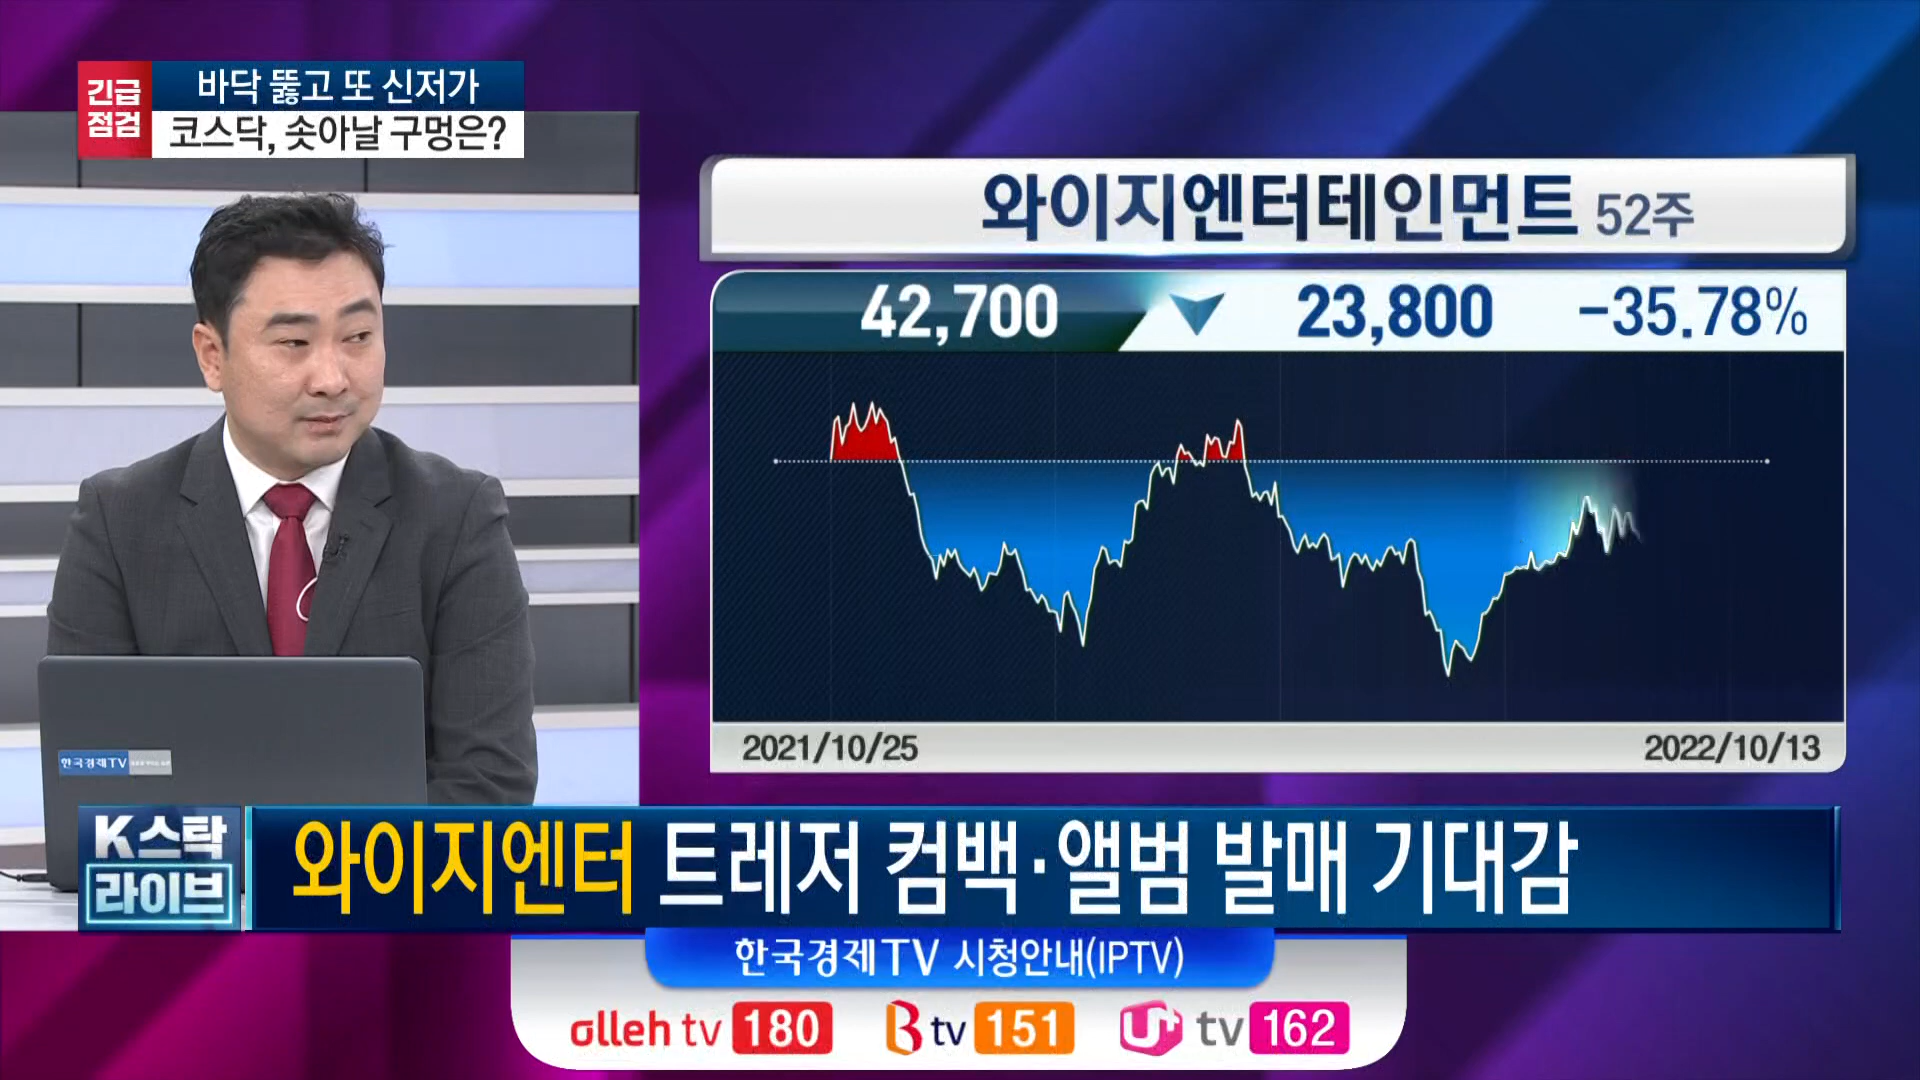 긴급
점검
바닥 뚫고 또 신저가
코스닥, 솟아날 구멍은?
와이지엔터테인먼트 52주
42,700 23,800 -35.78%
2021/10/25 2022/10/13
한국경제TV
K스탁
라이브
와이지엔터 트레저 컴백·앨범 발매 기대감
한국경제TV 시청안내(IPTV)
olleh tv 180 B tv 151 U+ tv 162